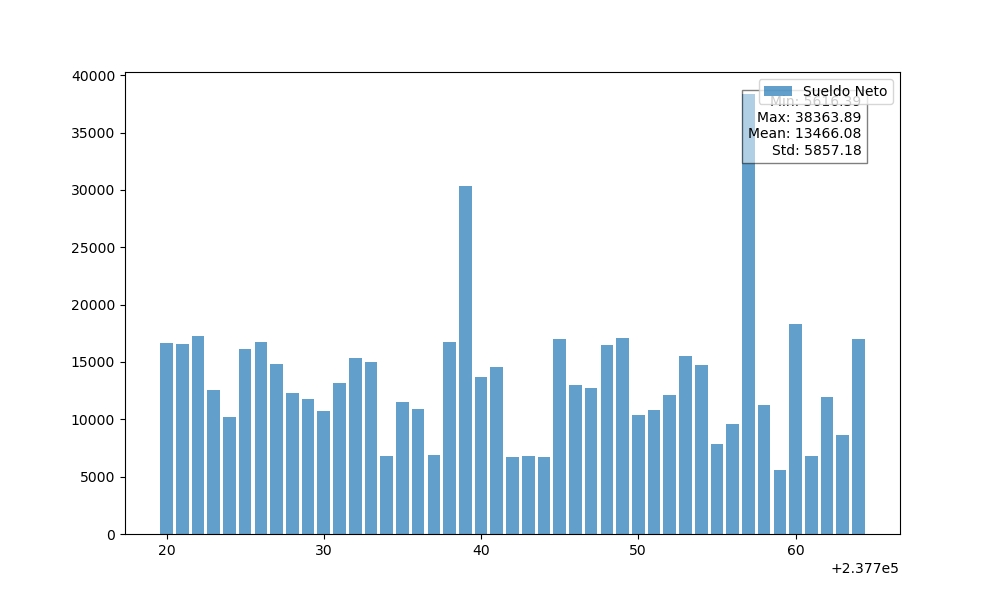 40000
35000
30000
25000
20000
15000
10000
5000
0
20 30 40 50 60
+2.377e5
Sueldo Neto
Min: 5616.39
Max: 38363.89
Mean: 13466.08
Std: 5857.18